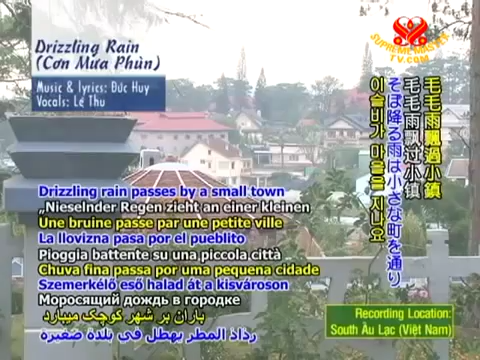 Drizzling Rain
(Cơn Mưa Phùn)
Music & lyrics: Đức Huy
Vocals: Lệ Thu
SUPREME MASTER
TV.COM
毛毛雨飄過小鎮
毛毛雨飘过小镇
そぼ降る雨は小さな町を通り
이슬비가 마을을 지나요
Drizzling rain passes by a small town
„Nieselnder Regen zieht an einer kleinen
Une bruine passe par une petite ville
La llovizna pasa por el pueblito
Pioggia battente su una piccola città
Chuva fina passa por uma pequena cidade
Szemerkélő eső halad át a kisvároson
Моросящий дождь в городке
باران بر شهر کوچک میبارد
رذاذ المطر يهطل في بلدة صغيرة
Recording Location:
South Âu Lạc (Việt Nam)